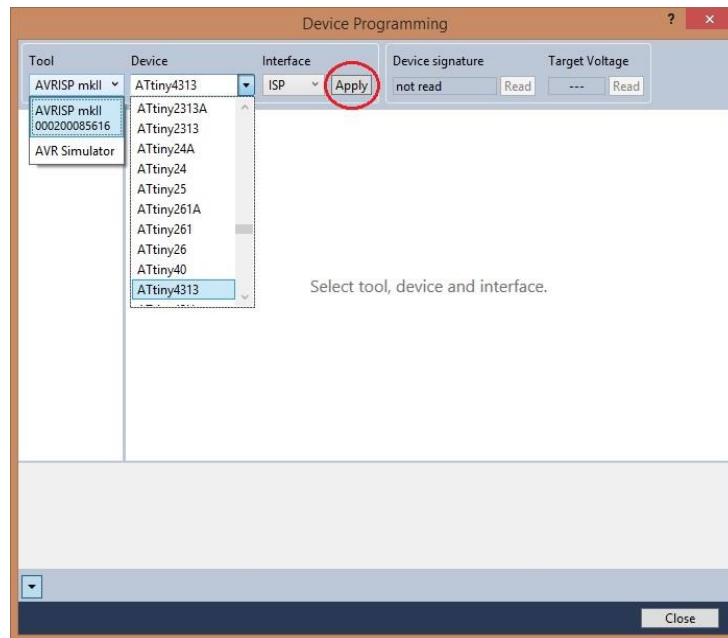 Device Programming
?
×
Tool
Device
Interface
Device signature
Target Voltage
AVRISP mkII
ATtiny4313
ISP
Apply
not read
Read
---
Read
AVRISP mkII
000200085616
AVR Simulator
ATtiny2313A
ATtiny2313
ATtiny24A
ATtiny24
ATtiny25
ATtiny261A
ATtiny261
ATtiny26
ATtiny40
ATtiny4313
Select tool, device and interface.
Close